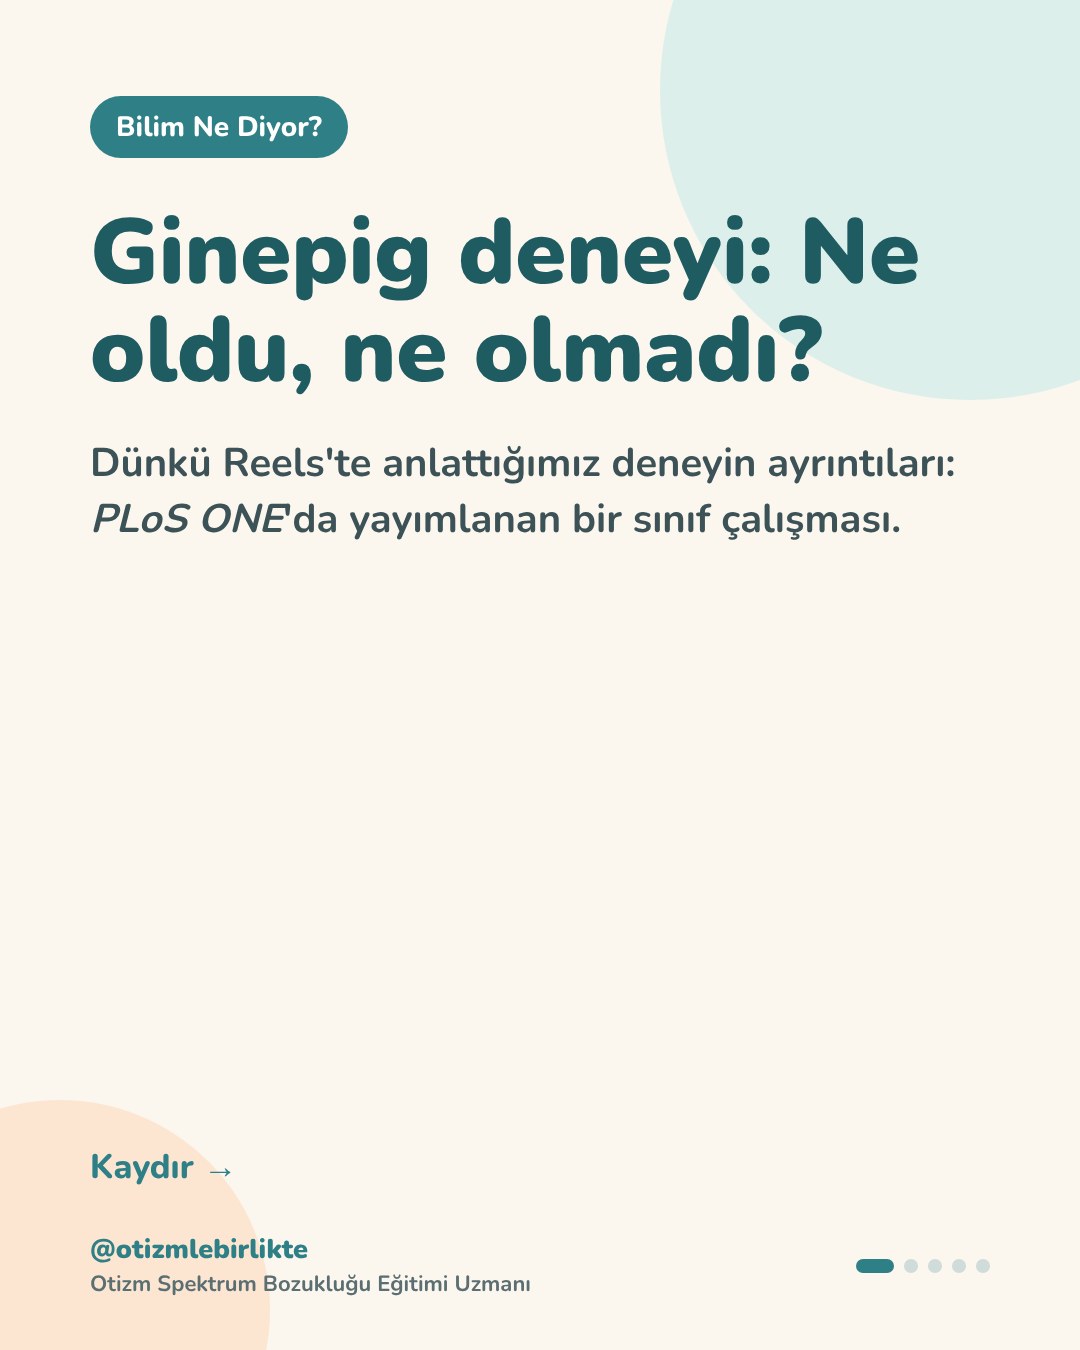 Bilim Ne Diyor?
Ginepig deneyi: Ne
oldu, ne olmadı?
Dünkü Reels'te anlattığımız deneyin ayrıntıları:
PLoS ONE'da yayımlanan bir sınıf çalışması.
Kaydır →
@otizmlebirlikte
Otizm Spektrum Bozukluğu Eğitimi Uzmanı